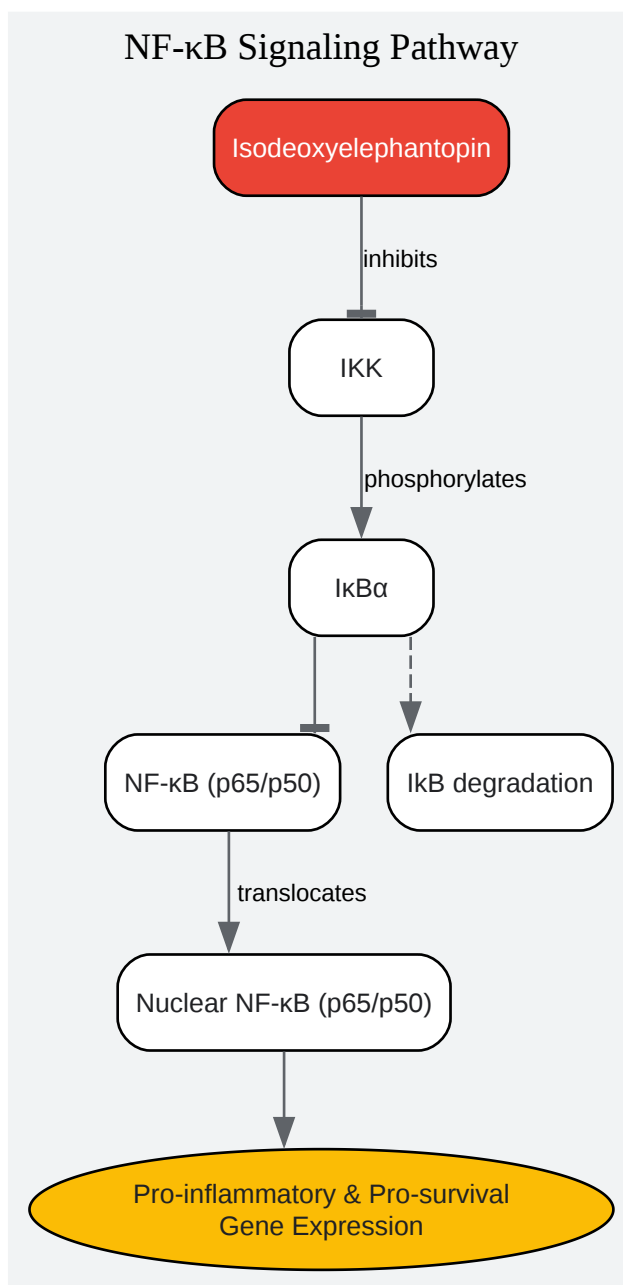 NF-κB Signaling Pathway
Isodeoxyelephantopin
inhibits
IKK
phosphorylates
IκBα
NF-κB (p65/p50)
IkB degradation
translocates
Nuclear NF-κB (p65/p50)
Pro-inflammatory & Pro-survival
Gene Expression